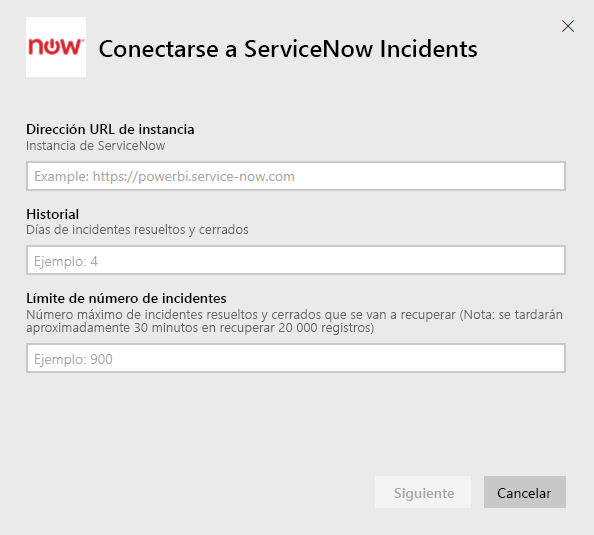 now
Conectarse a ServiceNow Incidents
Dirección URL de instancia
Instancia de ServiceNow
Example: https://powerbi.service-now.com
Historial
Días de incidentes resueltos y cerrados
Ejemplo: 4
Límite de número de incidentes
Número máximo de incidentes resueltos y cerrados que se van a recuperar (Nota: se tardarán
aproximadamente 30 minutos en recuperar 20 000 registros)
Ejemplo: 900
Siguiente
Cancelar